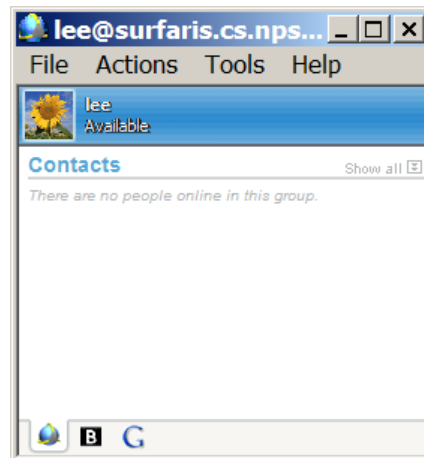 lee@surfaris.cs.nps...
File Actions Tools Help
lee
Available
Contacts Show all
There are no people online in this group.
B G